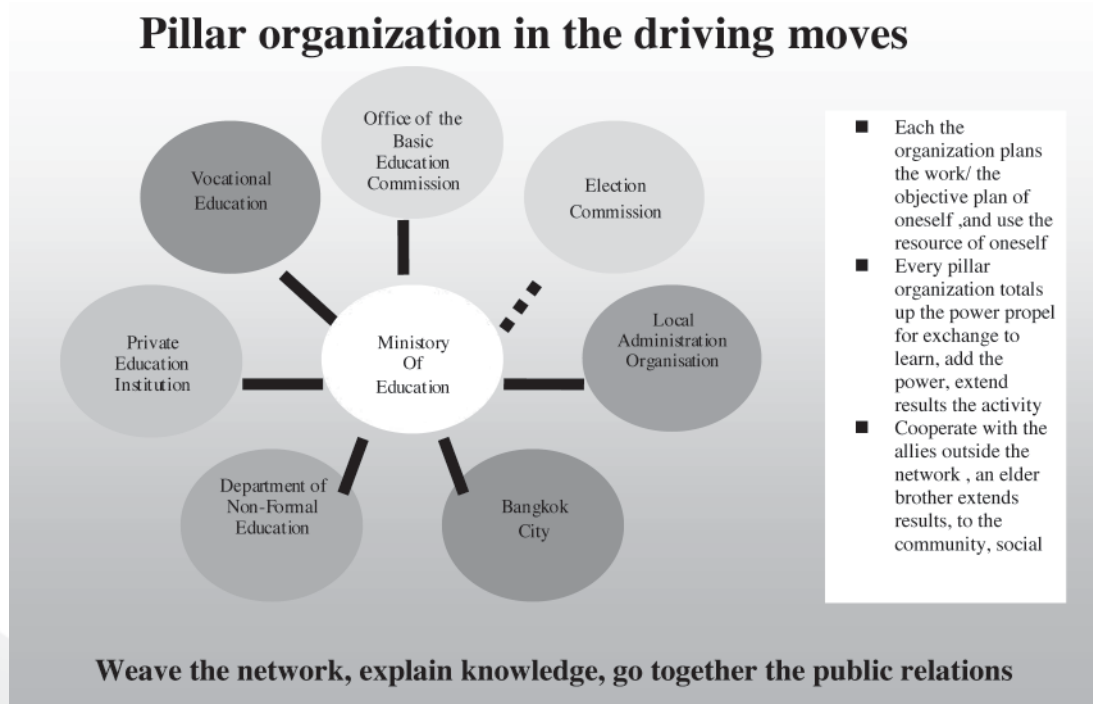 Pillar organization in the driving moves
Office of the
Basic
Education
Commission
Vocational
Education
Election
Commission
Private
Education
Institution
Ministory
Of
Education
Local
Administration
Organisation
Department of
Non-Formal
Education
Bangkok
City
■ Each the
organization plans
the work/ the
objective plan of
oneself ,and use the
resource of oneself
■ Every pillar
organization totals
up the power propel
for exchange to
learn, add the
power, extend
results the activity
■ Cooperate with the
allies outside the
network , an elder
brother extends
results, to the
community, social
Weave the network, explain knowledge, go together the public relations